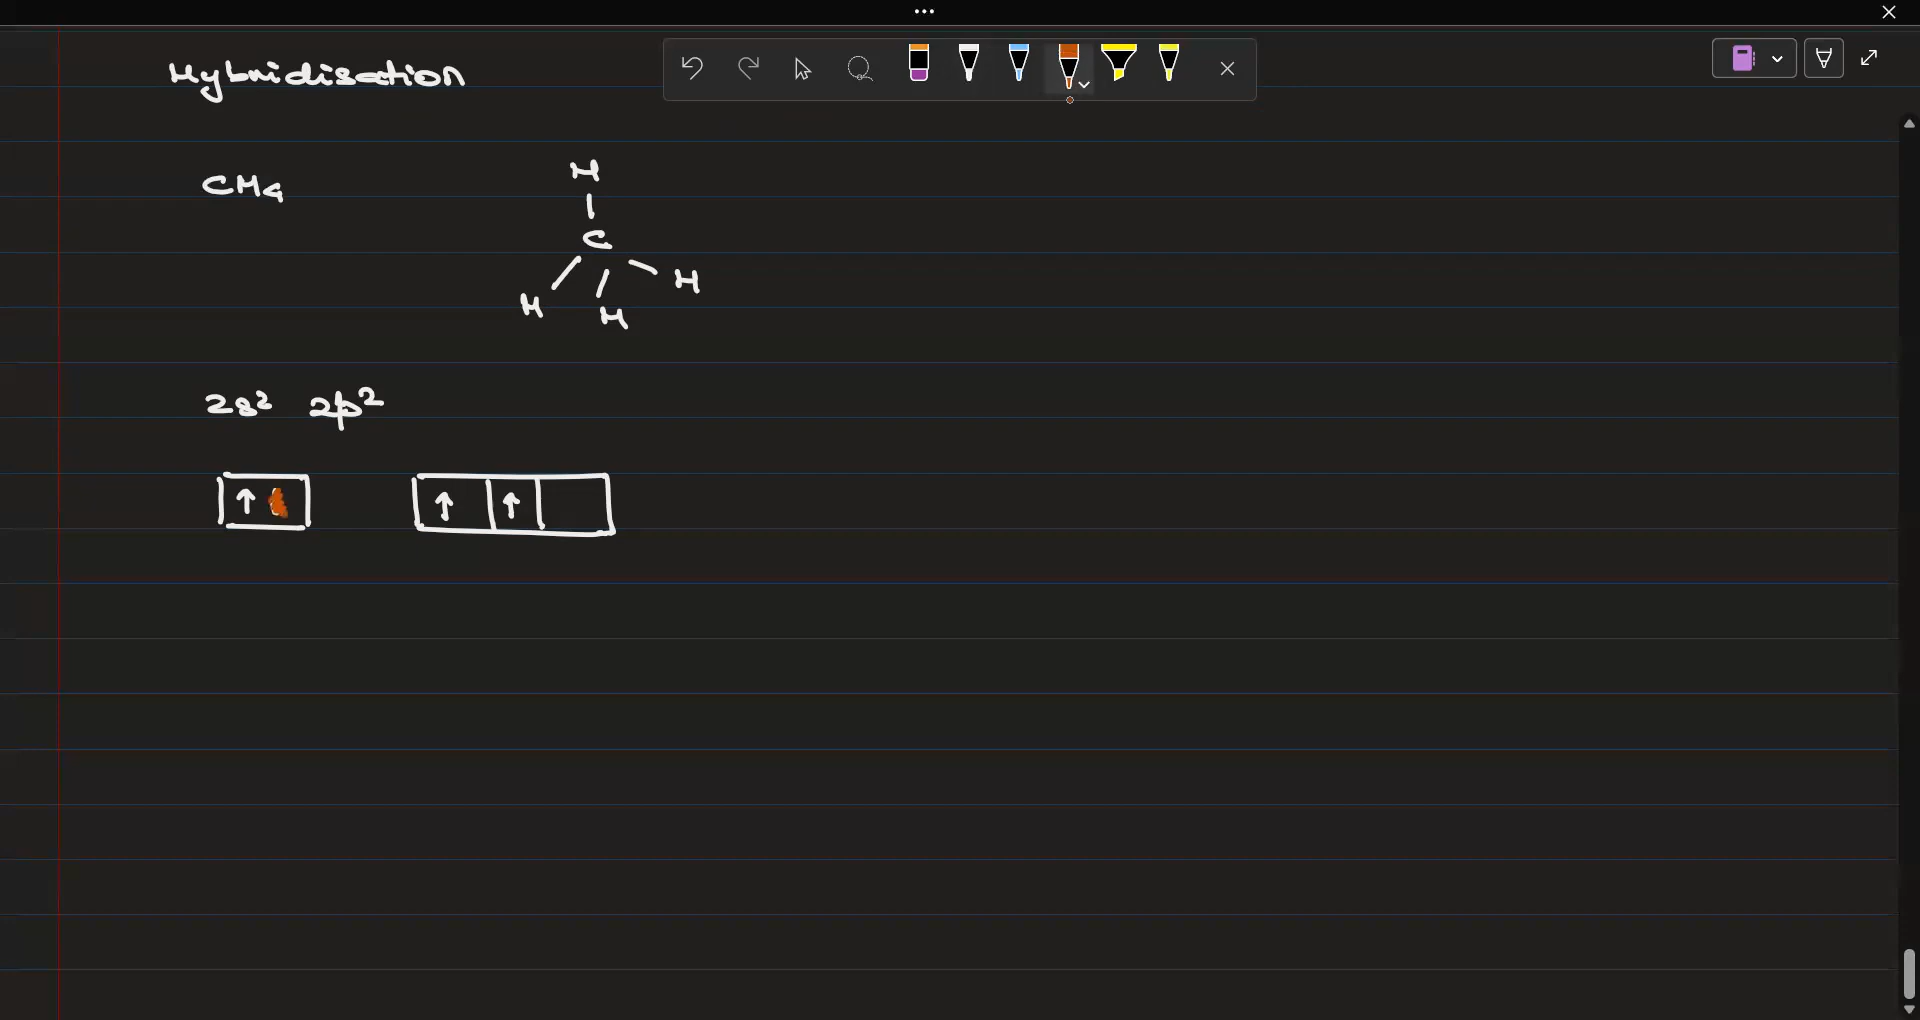 Hybridisation
CH₄
H
C
H H H
2s² 2p²
↑ ↑ ↑